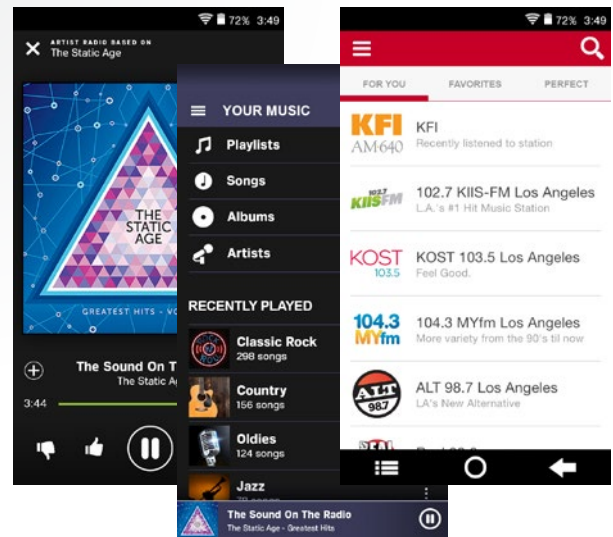 72% 3:49
ARTIST RADIO BASED ON
The Static Age
THE
STATIC
AGE
GREATEST HITS - VO
The Sound On T
The Static Ag
3:44
YOUR MUSIC
Playlists
Songs
Albums
Artists
RECENTLY PLAYED
Classic Rock
298 songs
Country
156 songs
Oldies
124 songs
Jazz
The Sound On The Radio
The Static Age - Greatest Hits
72% 3:49
FOR YOU FAVORITES PERFECT
KFI
AM640
KFI
Recently listened to station
102.7
KIISFM
102.7 KIIS-FM Los Angeles
L.A.'s #1 Hit Music Station
KOST
103.5
KOST 103.5 Los Angeles
Feel Good.
104.3
MYfm
104.3 MYfm Los Angeles
More variety from the 90's til now
ALT
98.7
ALT 98.7 Los Angeles
LA's New Alternative